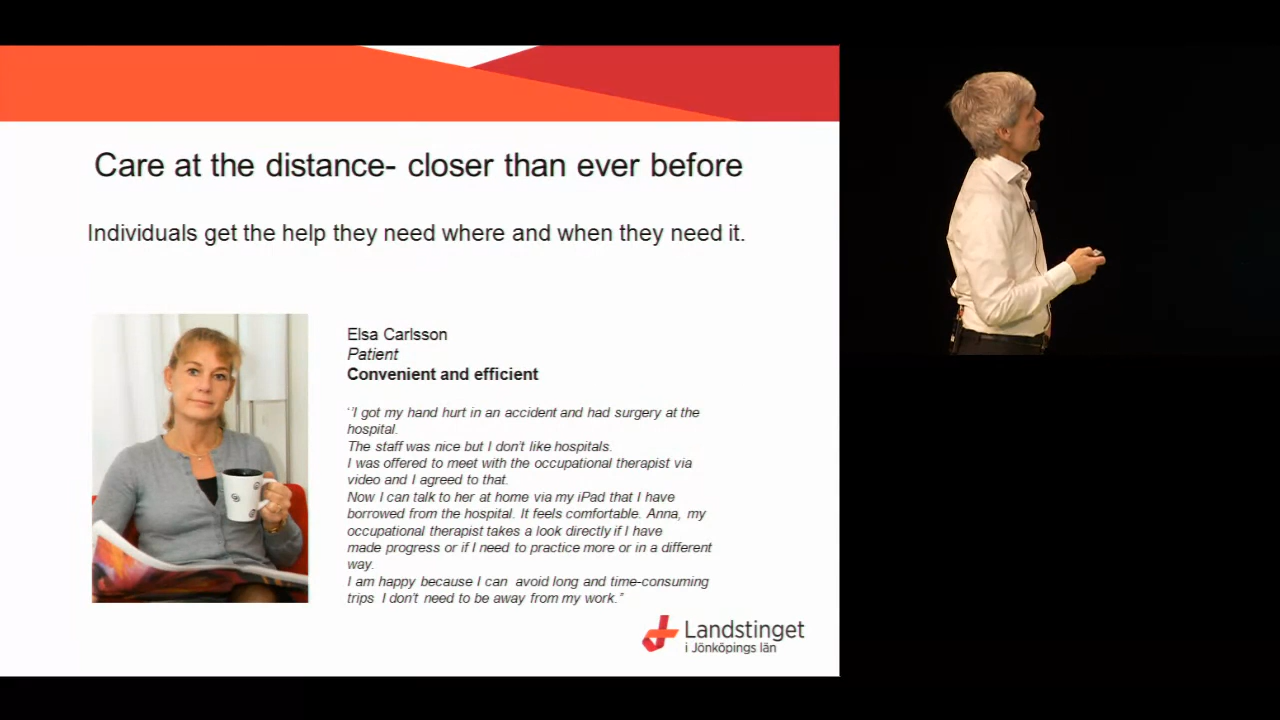 Care at the distance- closer than ever before
Individuals get the help they need where and when they need it.
Elsa Carlsson
Patient
Convenient and efficient
‘’I got my hand hurt in an accident and had surgery at the
hospital.
The staff was nice but I don’t like hospitals.
I was offered to meet with the occupational therapist via
video and I agreed to that.
Now I can talk to her at home via my iPad that I have
borrowed from the hospital. It feels comfortable. Anna, my
occupational therapist takes a look directly if I have
made progress or if I need to practice more or in a different
way.
I am happy because I can avoid long and time-consuming
trips I don’t need to be away from my work.”
Landstinget
i Jönköpings län